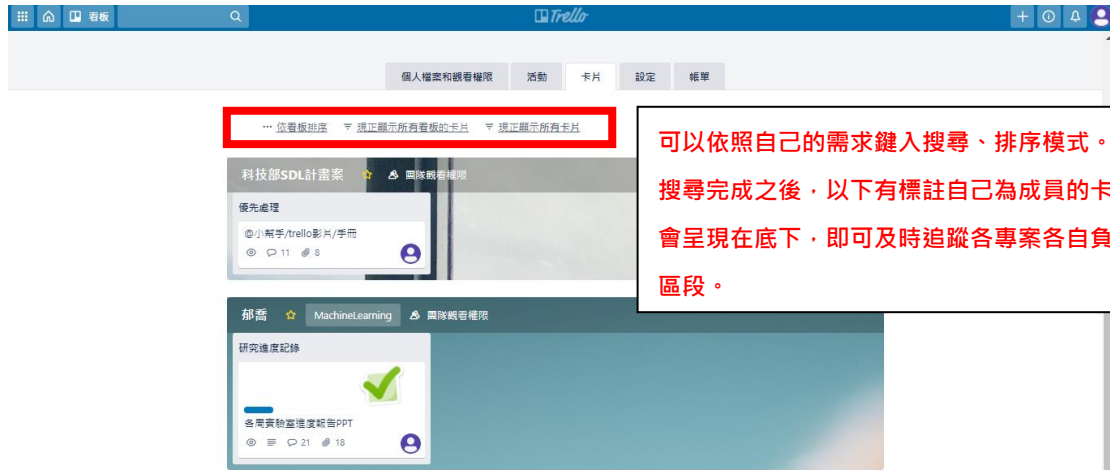 看板
Trello
個人檔案和觀看權限 活動 卡片 設定 帳單
··· 依看板排序 現正顯示所有看板的卡片 現正顯示所有卡片
可以依照自己的需求鍵入搜尋、排序模式。
搜尋完成之後，以下有標註自己為成員的卡
會呈現在底下，即可及時追蹤各專案各自負
區段。
科技部SDL計畫案 團隊觀看權限
優先處理
@小幫手/trello影片/手冊
11 8
郁喬 MachineLearning 團隊觀看權限
研究進度記錄
各周實驗室進度報告PPT
21 18